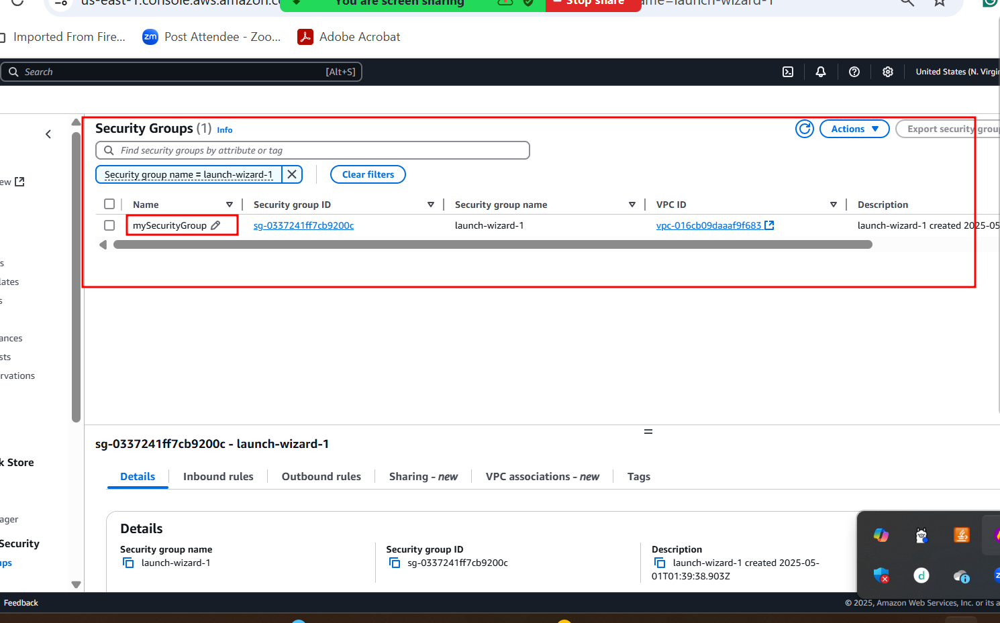 us-east-1.console.aws.amazon.co
You are screen sharing
Stop share
ame=launch-wizard-1
Imported From Fire...
zm
Post Attendee - Zoo...
Adobe Acrobat
Search
[Alt+S]
United States (N. Virgin
Security Groups (1) Info
Actions
Export security grou
Find security groups by attribute or tag
Security group name = launch-wizard-1
Clear filters
Name
Security group ID
Security group name
VPC ID
Description
mySecurityGroup
sg-0337241ff7cb9200c
launch-wizard-1
vpc-016cb09daaaf9f683
launch-wizard-1 created 2025-05
ew
s
lates
s
ances
sts
rvations
k Store
ager
Security
ups
sg-0337241ff7cb9200c - launch-wizard-1
Details
Inbound rules
Outbound rules
Sharing - new
VPC associations - new
Tags
Details
Security group name
launch-wizard-1
Security group ID
sg-0337241ff7cb9200c
Description
launch-wizard-1 created 2025-05-
01T01:39:38.903Z
d
Feedback
© 2025, Amazon Web Services, Inc. or its a